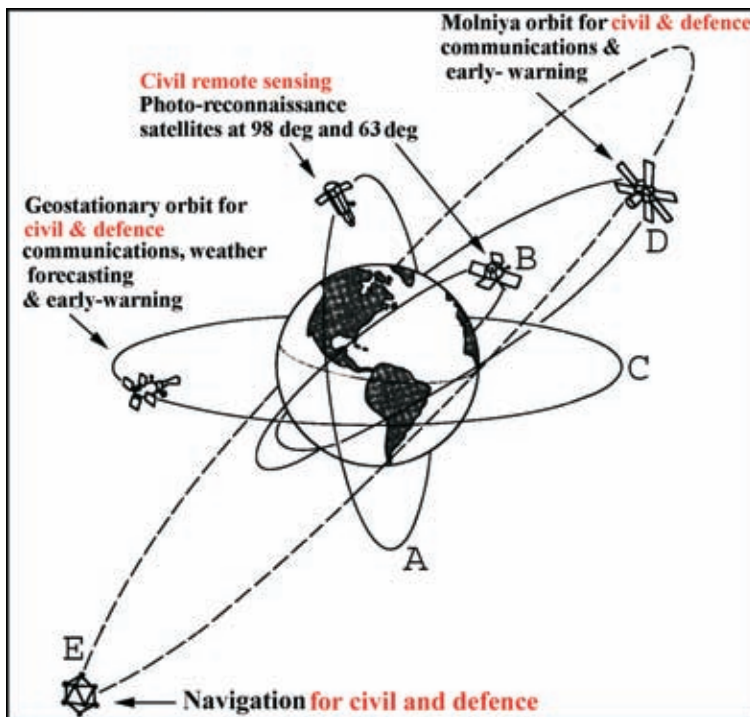 Molniya orbit for civil & defence
communications &
early- warning
Civil remote sensing
Photo-reconnaissance
satellites at 98 deg and 63 deg
Geostationary orbit for
civil & defence
communications, weather
forecasting
& early-warning
B
D
C
A
E
Navigation for civil and defence